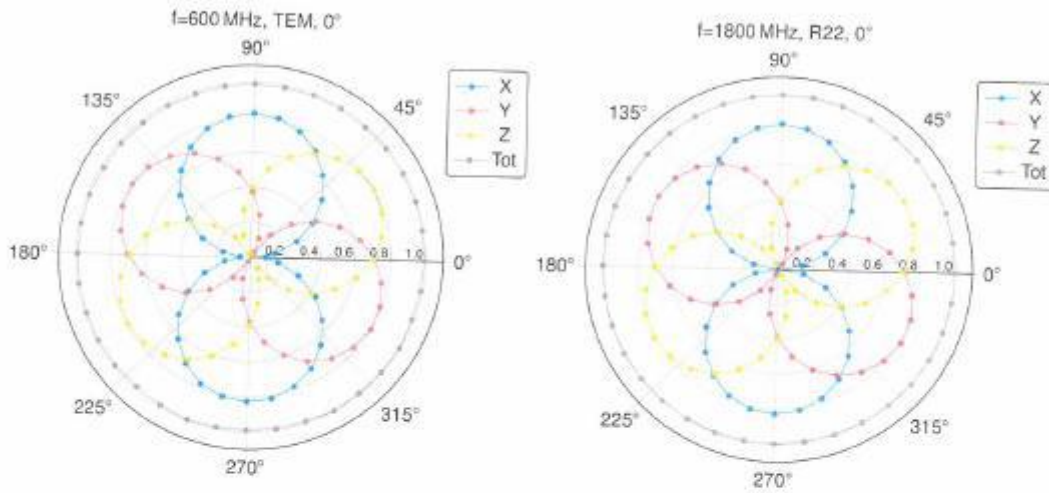 f=600 MHz, TEM, 0°
90°
135°
45°
X
Y
Z
Tot
180°
0.2 0.4 0.6 0.8 1.0
0°
225°
315°
270°
f=1800 MHz, R22, 0°
90°
135°
45°
X
Y
Z
Tot
180°
0.2 0.4 0.6 0.8 1.0
0°
225°
315°
270°